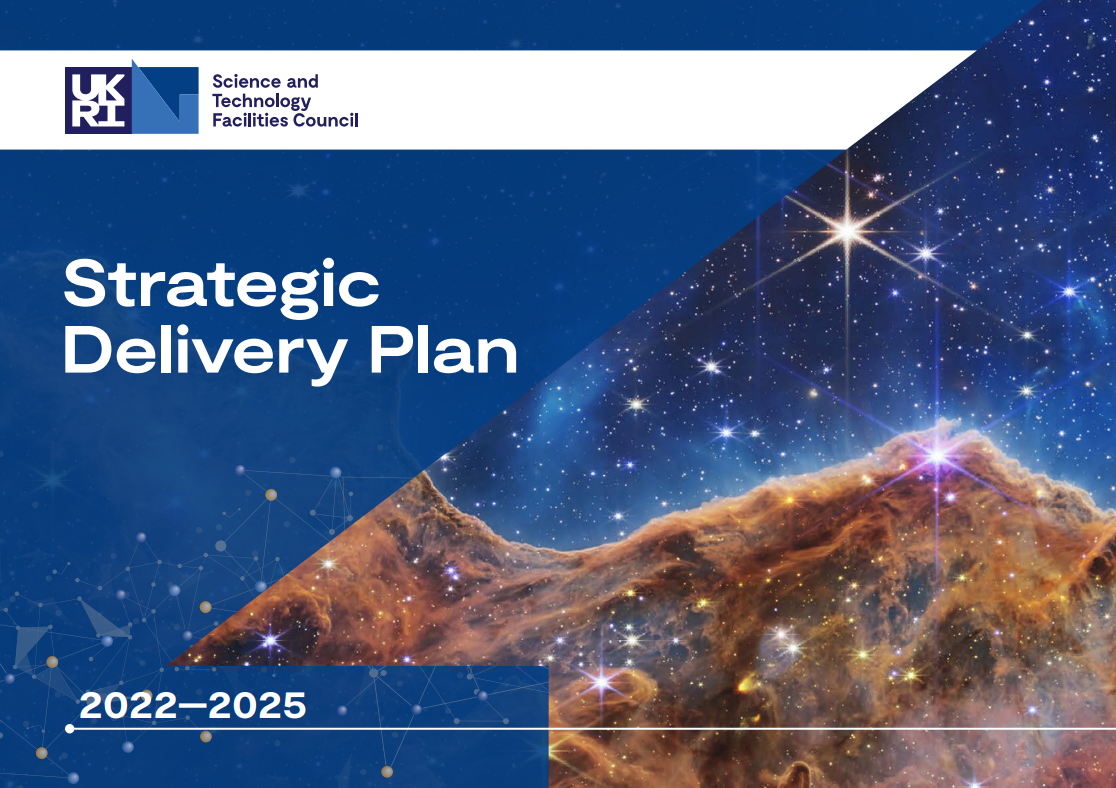 UK
RI
Science and
Technology
Facilities Council
Strategic
Delivery Plan
2022—2025